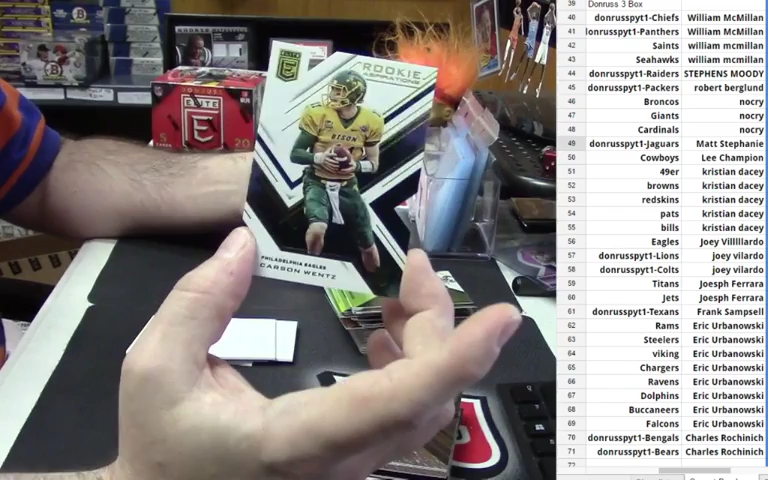 ROOKIE
ASPIRATIONS
ELITE
BISON
PHILADELPHIA EAGLES
CARSON WENTZ
ELITE
E
5
CARDS
20
39 Donruss 3 Box
40 donrusspyt1-Chiefs William McMillan
41 lonrusspyt1-Panthers William McMillan
42 Saints william mcmillan
43 Seahawks william mcmillan
44 donrusspyt1-Raiders STEPHENS MOODY
45 donrusspyt1-Packers robert berglund
46 Broncos nocry
47 Giants nocry
48 Cardinals nocry
49 donrusspyt1-Jaguars Matt Stephanie
50 Cowboys Lee Champion
51 49er kristian dacey
52 browns kristian dacey
53 redskins kristian dacey
54 pats kristian dacey
55 bills kristian dacey
56 Eagles Joey Villlllardo
57 donrusspyt1-Lions joey vilardo
58 donrusspyt1-Colts joey vilardo
59 Titans Joesph Ferrara
60 Jets Joesph Ferrara
61 donrusspyt1-Texans Frank Sampsell
62 Rams Eric Urbanowski
63 Steelers Eric Urbanowski
64 viking Eric Urbanowski
65 Chargers Eric Urbanowski
66 Ravens Eric Urbanowski
67 Dolphins Eric Urbanowski
68 Buccaneers Eric Urbanowski
69 Falcons Eric Urbanowski
70 donrusspyt1-Bengals Charles Rochinich
71 donrusspyt1-Bears Charles Rochinich